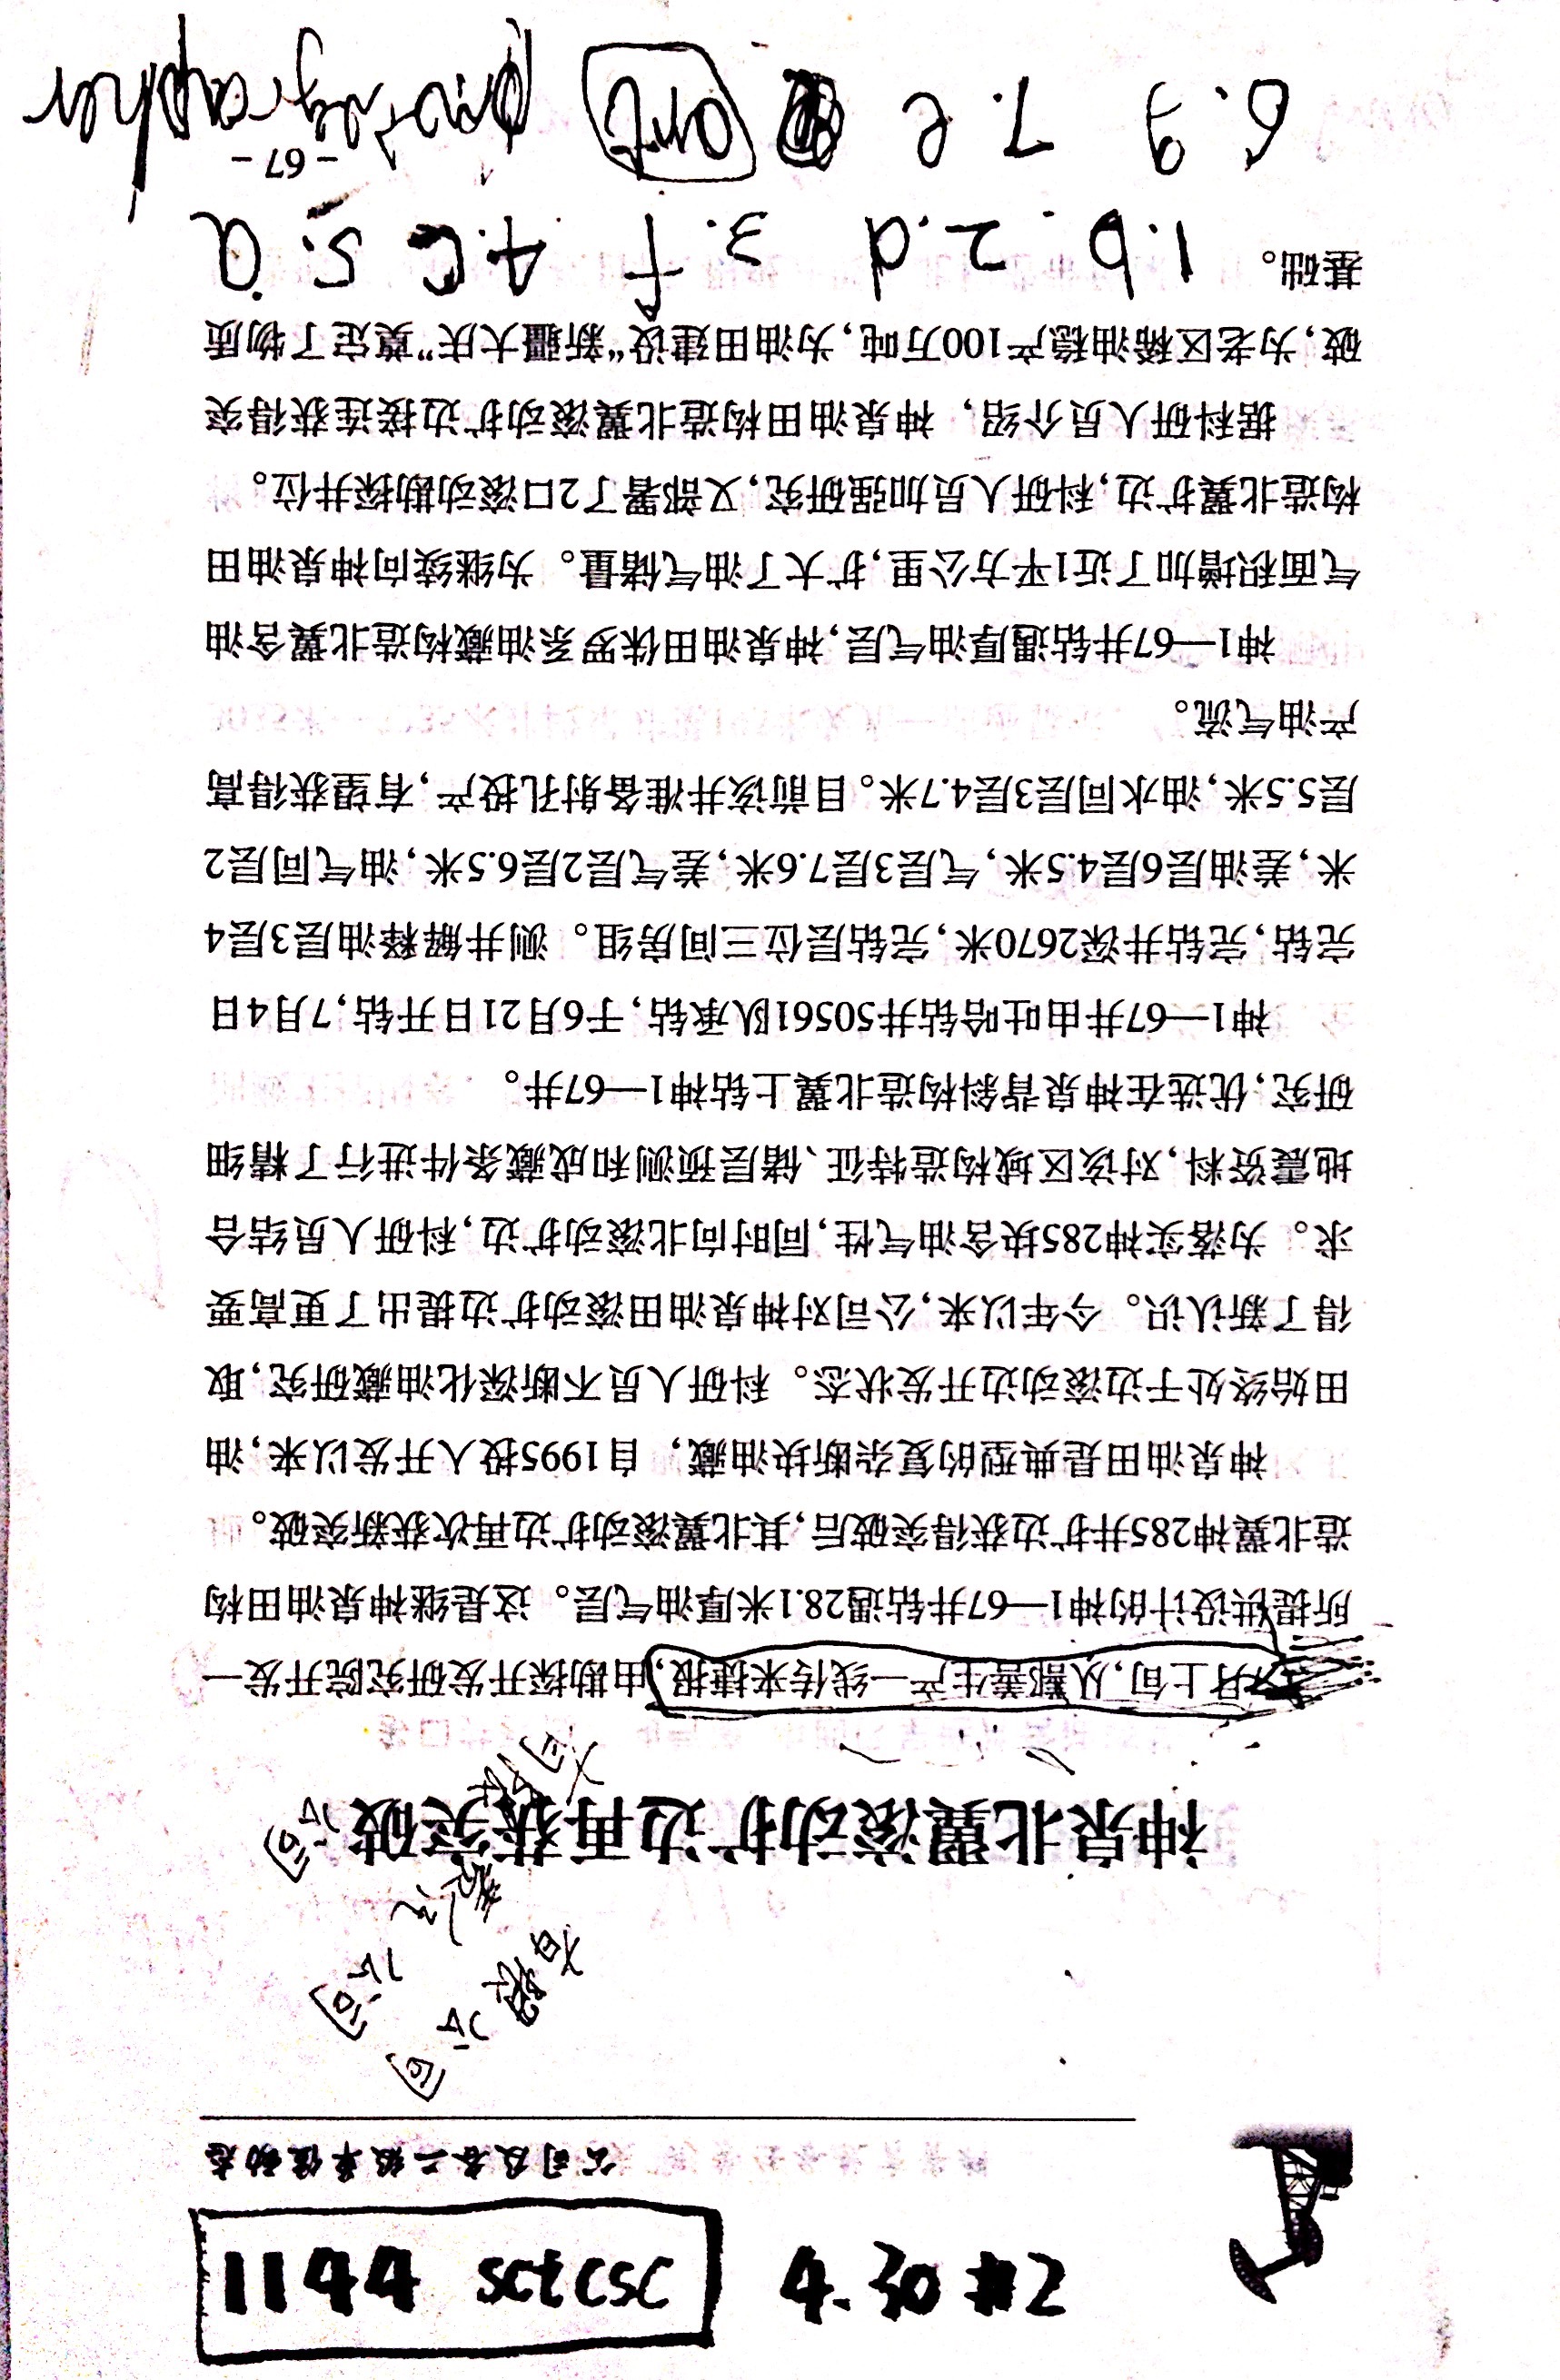 公司及各二级单位动态
神泉北翼滚动扩边再获突破
7月上旬,从鄯善生产一线传来捷报,由勘探开发研究院开发一
所提供设计的神1—67井钻遇28.1米厚油气层。这是继神泉油田构
造北翼神285井扩边获得突破后,其北翼滚动扩边再次获新突破。
神泉油田是典型的复杂断块油藏，自1995投入开发以来,油
田始终处于边滚动边开发状态。科研人员不断深化油藏研究,取
得了新认识。今年以来,公司对神泉油田滚动扩边提出了更高要
求。为落实神285块含油气性,同时向北滚动扩边,科研人员结合
地震资料,对该区域构造特征、储层预测和成藏条件进行了精细
研究,优选在神泉背斜构造北翼上钻神1—67井。
神1—67井由吐哈钻井50561队承钻,于6月21日开钻,7月4日
完钻,完钻井深2670米,完钻层位三间房组。测井解释油层3层4
米,差油层6层4.5米,气层3层7.6米,差气层2层6.5米,油气同层2
层5.5米,油水同层3层4.7米。目前该井准备射孔投产,有望获得高
产油气流。
神1—67井钻遇厚油气层,神泉油田侏罗系油藏构造北翼含油
气面积增加了近1平方公里,扩大了油气储量。为继续向神泉油田
构造北翼扩边,科研人员加强研究,又部署了2口滚动勘探井位。
据科研人员介绍，神泉油田构造北翼滚动扩边接连获得突
破,为老区稀油稳产100万吨,为油田建设“新疆大庆”奠定了物质
基础。
1.b 2.d 3.f 4.c 5.a
6.g 7.e art photographer
- 67 -
1144 sctcsc 4.30 #2